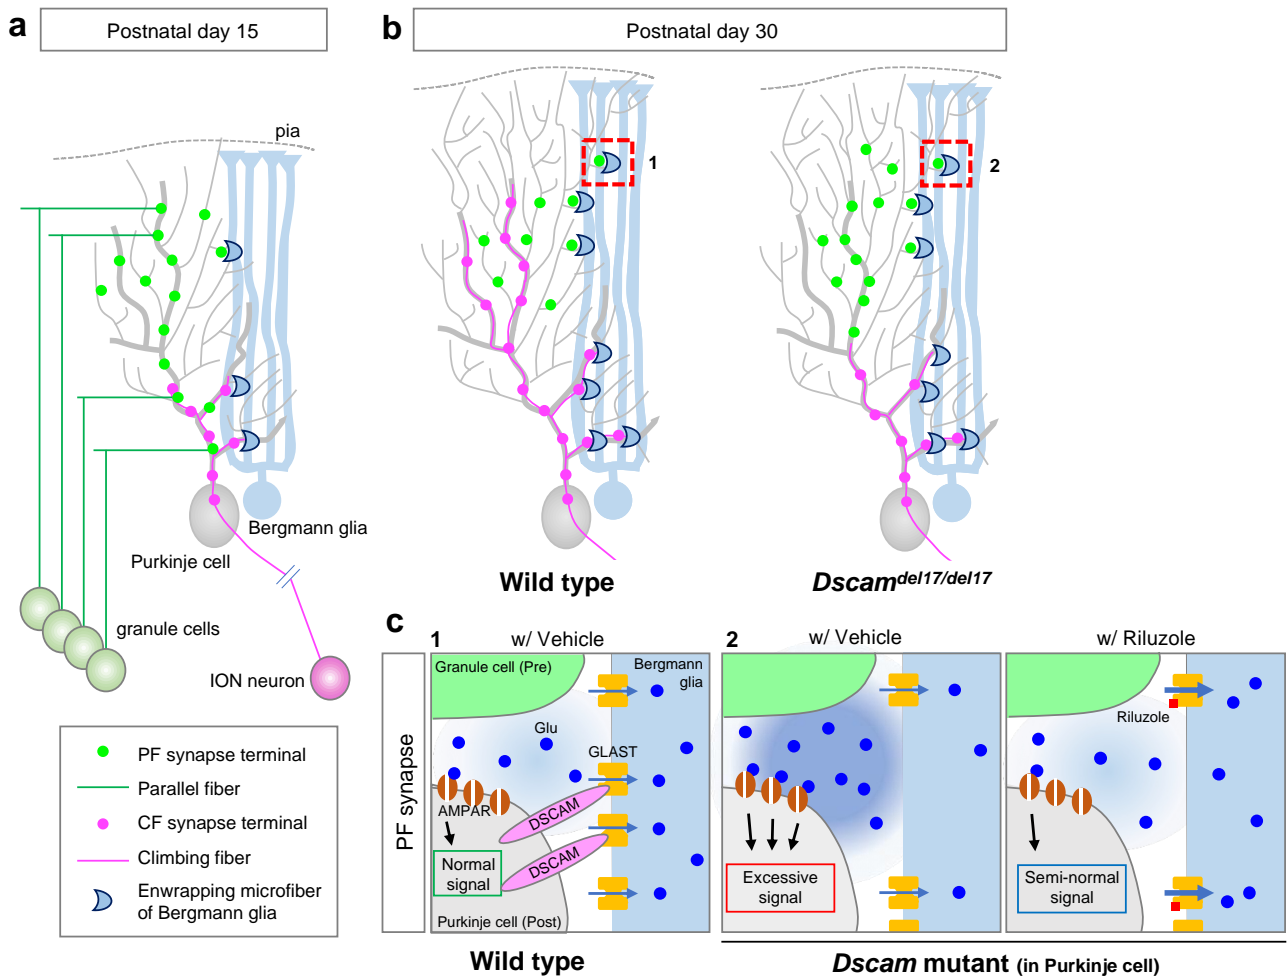 a
Postnatal day 15
pia
Bergmann glia
Purkinje cell
granule cells
ION neuron
PF synapse terminal
Parallel fiber
CF synapse terminal
Climbing fiber
Enwrapping microfiber
of Bergmann glia
b
Postnatal day 30
1
2
Wild type
Dscam^del17/del17
c
1
w/ Vehicle
2
w/ Vehicle
w/ Riluzole
PF synapse
Granule cell (Pre)
Bergmann
glia
Glu
GLAST
AMPAR
DSCAM
DSCAM
Normal
signal
Purkinje cell (Post)
Excessive
signal
Riluzole
Semi-normal
signal
Wild type
Dscam mutant (in Purkinje cell)